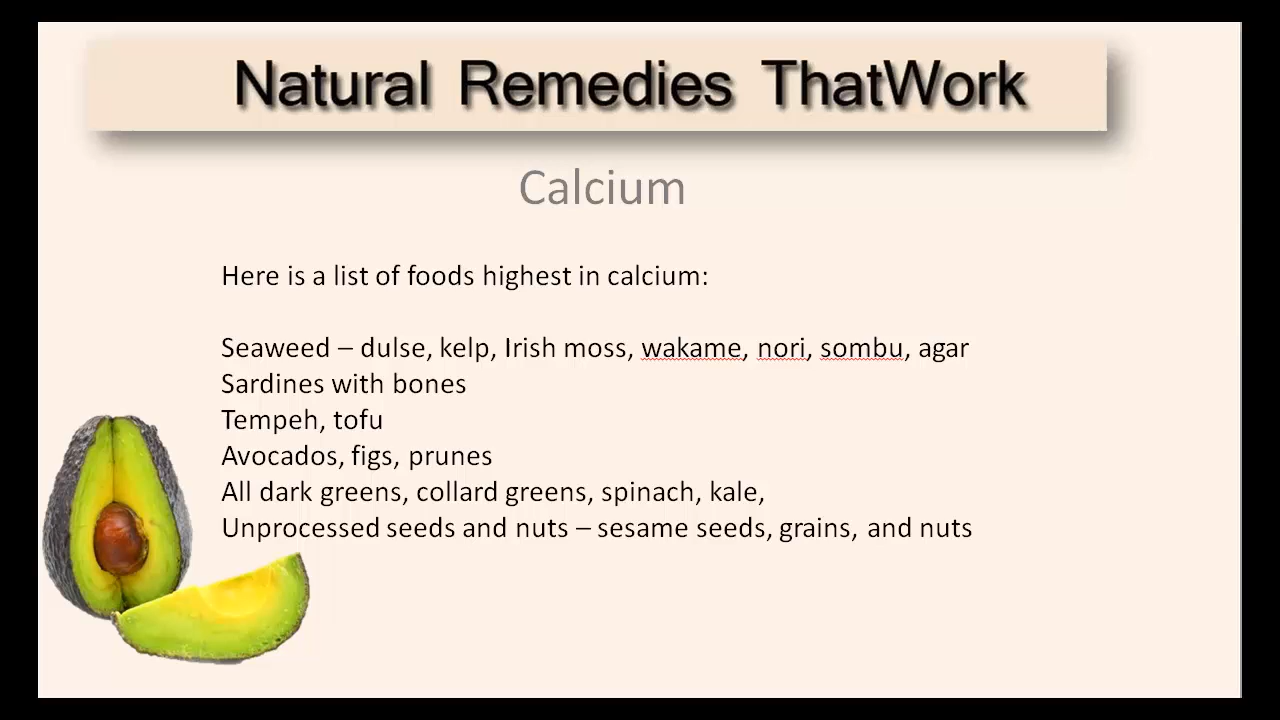 Natural Remedies ThatWork
Calcium
Here is a list of foods highest in calcium:
Seaweed – dulse, kelp, Irish moss, wakame, nori, sombu, agar
Sardines with bones
Tempeh, tofu
Avocados, figs, prunes
All dark greens, collard greens, spinach, kale,
Unprocessed seeds and nuts – sesame seeds, grains, and nuts